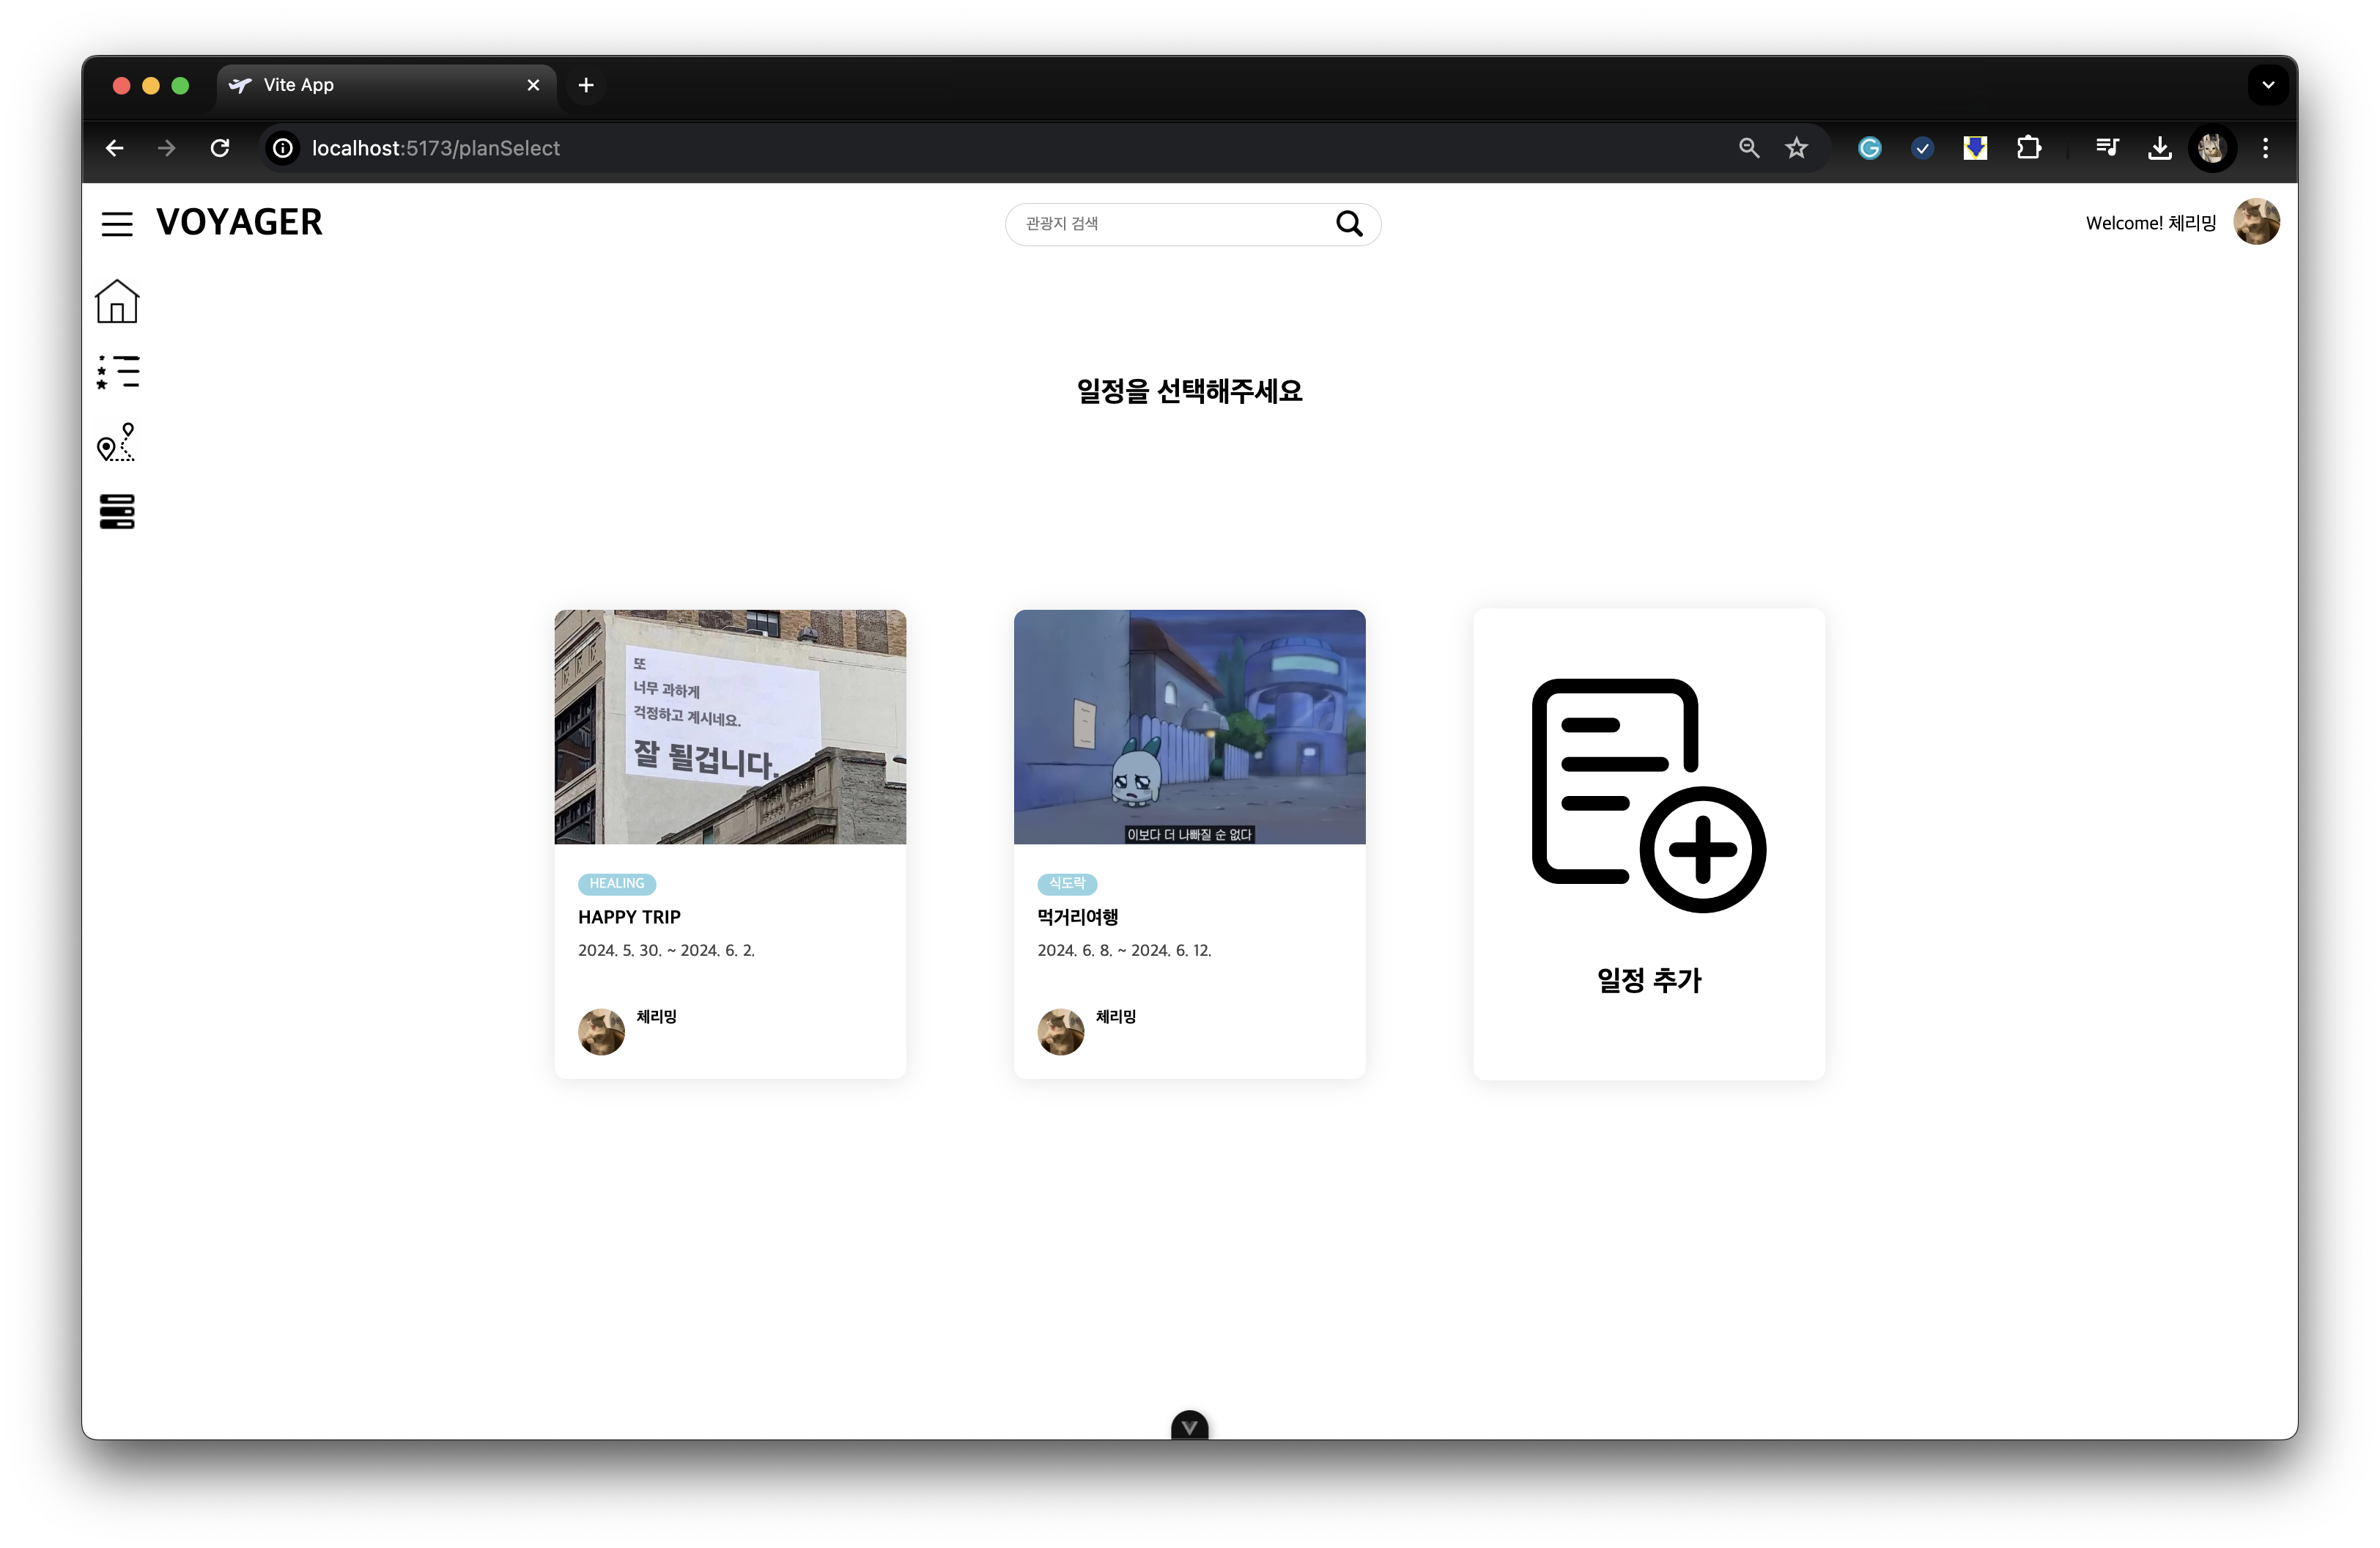 Vite App
localhost:5173/planSelect
VOYAGER
관광지 검색
Welcome! 체리밍
일정을 선택해주세요
또
너무 과하게
걱정하고 계시네요.
잘 될겁니다.
HEALING
HAPPY TRIP
2024. 5. 30. ~ 2024. 6. 2.
체리밍
이보다 더 나빠질 순 없다
식도락
먹거리여행
2024. 6. 8. ~ 2024. 6. 12.
체리밍
일정 추가